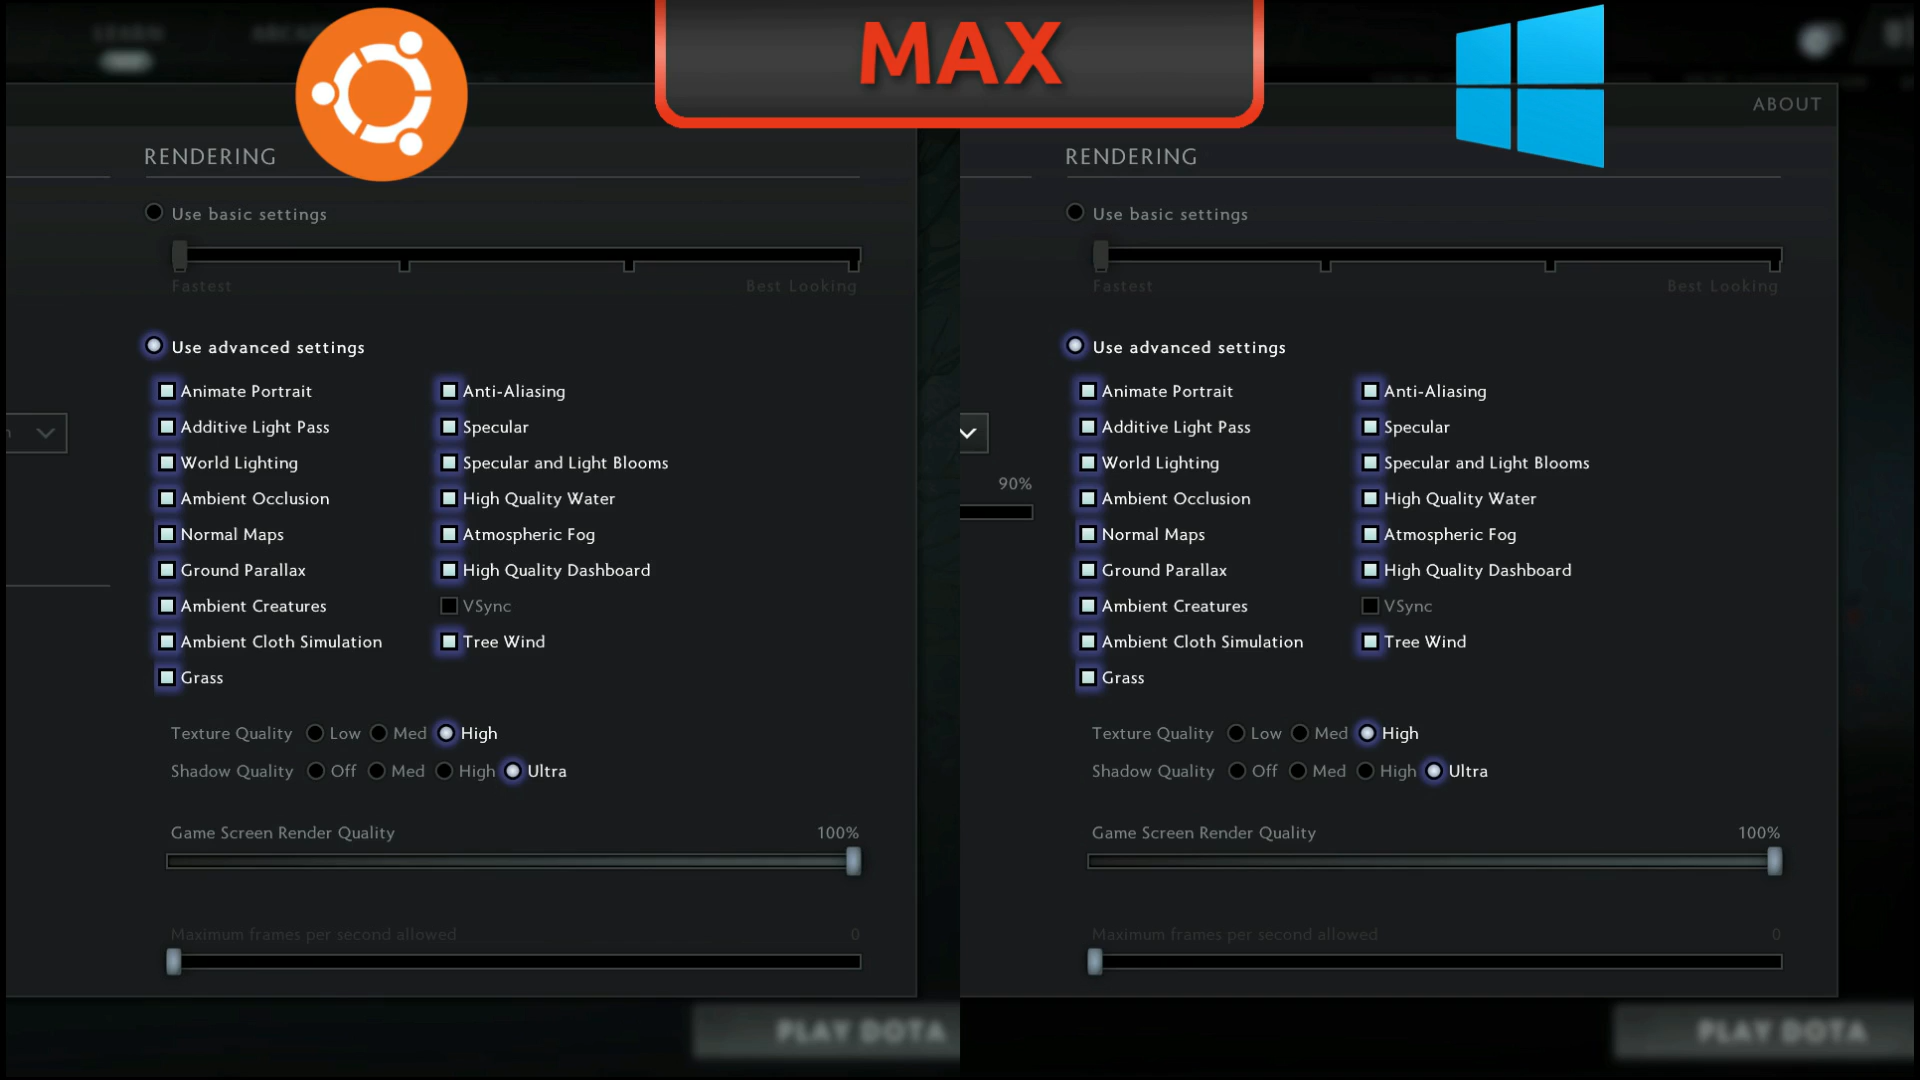 LEARN
MAX
ABOUT
RENDERING
Use basic settings
Fastest Best Looking
Use advanced settings
Animate Portrait Anti-Aliasing
Additive Light Pass Specular
World Lighting Specular and Light Blooms
Ambient Occlusion High Quality Water
Normal Maps Atmospheric Fog
Ground Parallax High Quality Dashboard
Ambient Creatures VSync
Ambient Cloth Simulation Tree Wind
Grass
Texture Quality Low Med High
Shadow Quality Off Med High Ultra
Game Screen Render Quality 100%
Maximum frames per second allowed 0
PLAY DOTA
RENDERING
Use basic settings
Fastest Best Looking
Use advanced settings
90%
Animate Portrait Anti-Aliasing
Additive Light Pass Specular
World Lighting Specular and Light Blooms
Ambient Occlusion High Quality Water
Normal Maps Atmospheric Fog
Ground Parallax High Quality Dashboard
Ambient Creatures VSync
Ambient Cloth Simulation Tree Wind
Grass
Texture Quality Low Med High
Shadow Quality Off Med High Ultra
Game Screen Render Quality 100%
Maximum frames per second allowed 0
PLAY DOTA